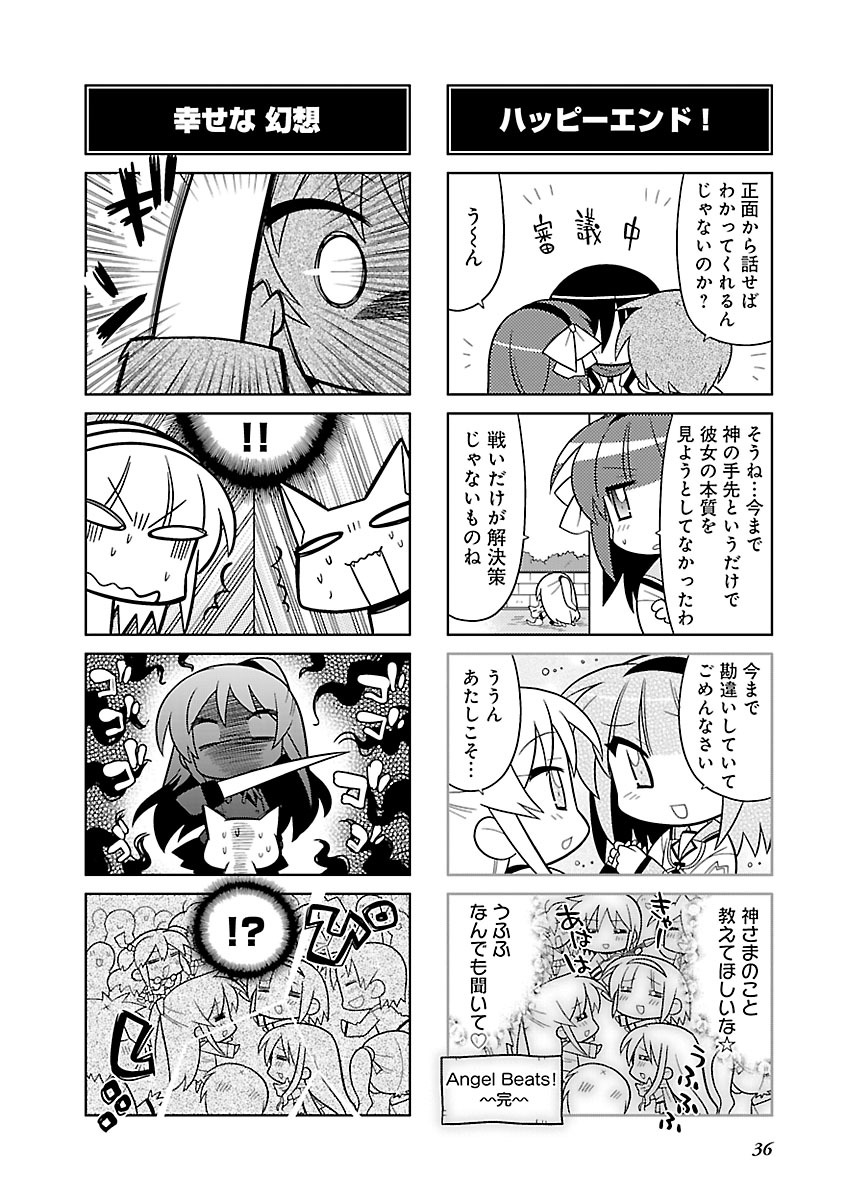 ハッピーエンド!
正面から話せば
わかってくれるん
じゃないのか?
審議中
う〜ん
そうね…今まで
神の手先というだけで
彼女の本質を
見ようとしてなかったわ
戦いだけが解決策
じゃないものね
今まで
勘違いしていて
ごめんなさい
ううん
あたしこそ…
神さまのこと
教えてほしいな☆
きゃー
あはは
うふふ
なんでも聞いて♡
うふふふ
Angel Beats!
~~完~~
幸せな 幻想
!!
ゴゴゴ
ゴゴゴ
!?
36